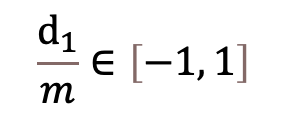 d₁/m ∈ [−1, 1]